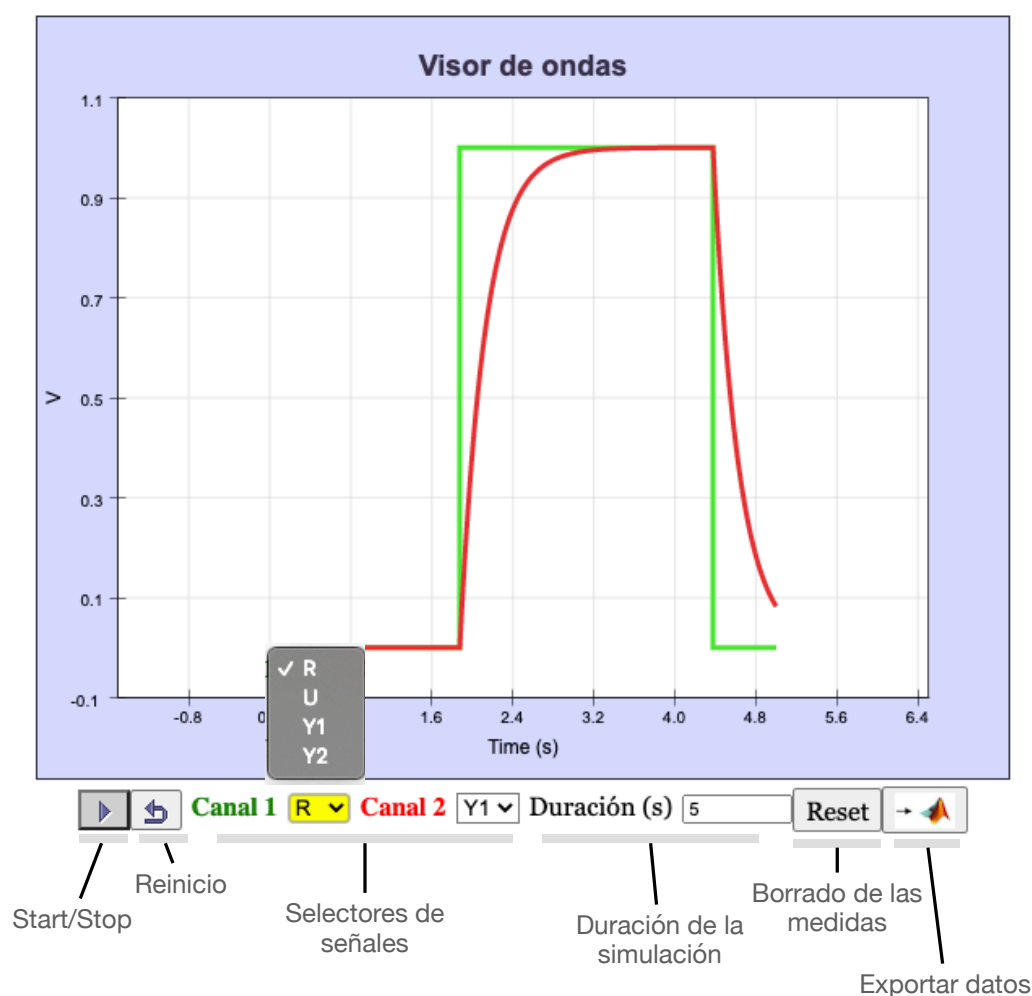 Visor de ondas
1.1
0.9
0.7
V
0.5
0.3
0.1
-0.1
✓ R
U
Y1
Y2
-0.8
0
1.6
2.4
3.2
4.0
4.8
5.6
6.4
Time (s)
Canal 1 R Canal 2 Y1 Duración (s) 5 Reset
Reinicio
Start/Stop
Selectores de
señales
Duración de la
simulación
Borrado de las
medidas
Exportar datos